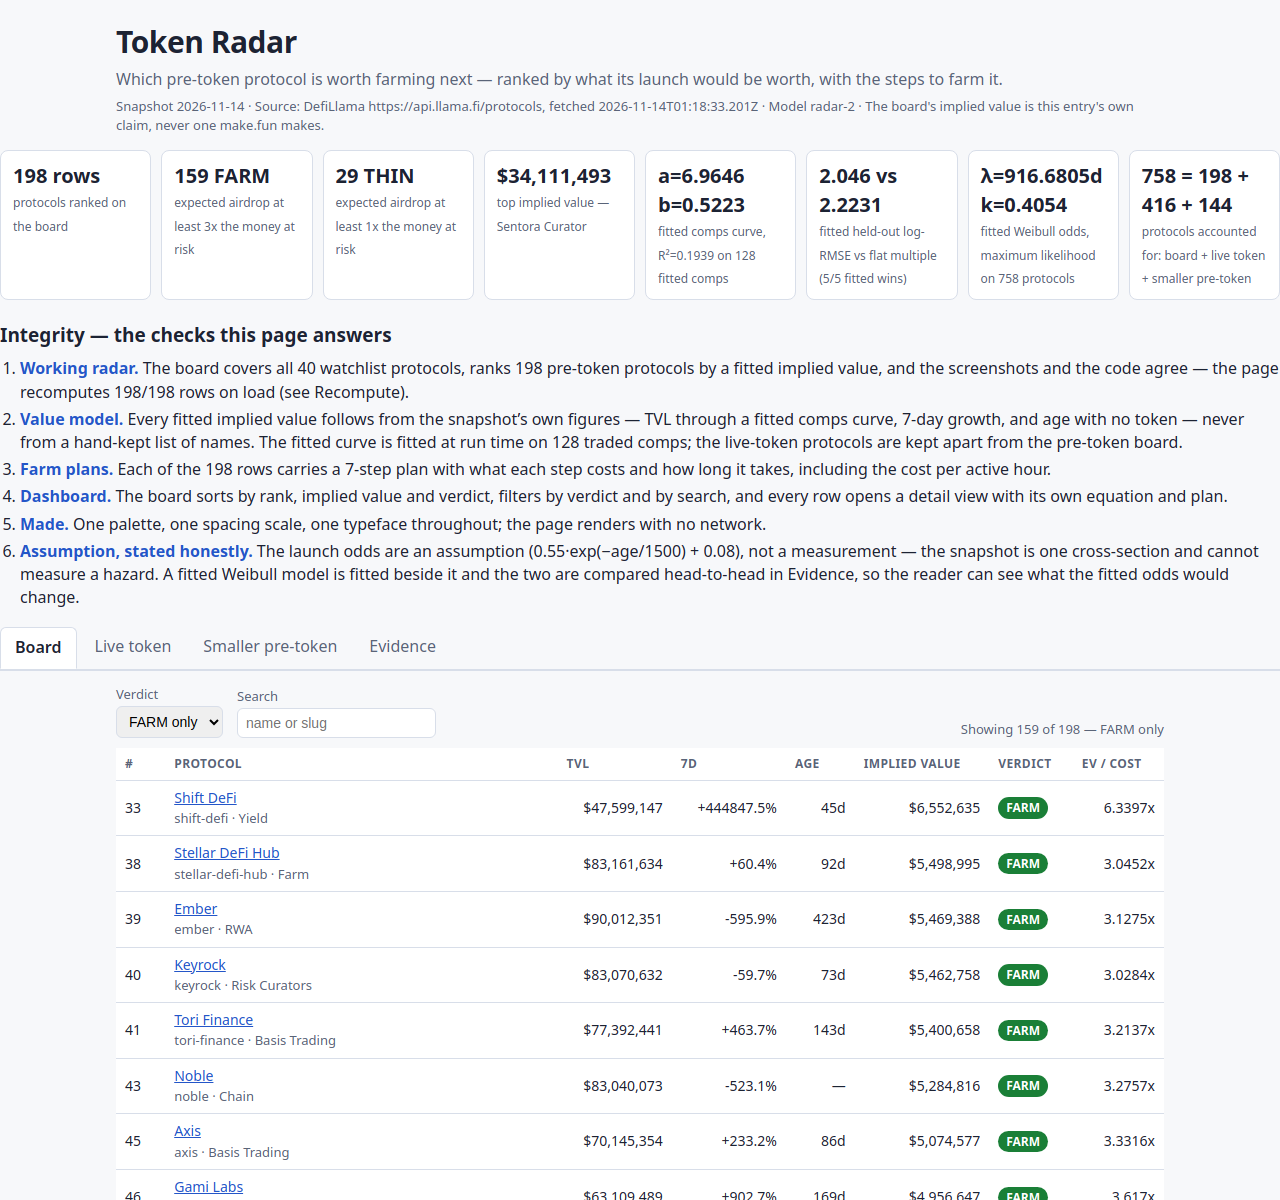 Token Radar
Which pre-token protocol is worth farming next — ranked by what its launch would be worth, with the steps to farm it.
Snapshot 2026-11-14 · Source: DefiLlama https://api.llama.fi/protocols, fetched 2026-11-14T01:18:33.201Z · Model radar-2 · The board's implied value is this entry's own
claim, never one make.fun makes.
198 rows
protocols ranked on
the board
159 FARM
expected airdrop at
least 3x the money at
risk
29 THIN
expected airdrop at
least 1x the money at
risk
$34,111,493
top implied value —
Sentora Curator
a=6.9646
b=0.5223
fitted comps curve,
R²=0.1939 on 128
fitted comps
2.046 vs
2.2231
fitted held-out log-
RMSE vs flat multiple
(5/5 fitted wins)
λ=916.6805d
k=0.4054
fitted Weibull odds,
maximum likelihood
on 758 protocols
758 = 198 +
416 + 144
protocols accounted
for: board + live token
+ smaller pre-token
Integrity — the checks this page answers
1. Working radar. The board covers all 40 watchlist protocols, ranks 198 pre-token protocols by a fitted implied value, and the screenshots and the code agree — the page
recomputes 198/198 rows on load (see Recompute).
2. Value model. Every fitted implied value follows from the snapshot's own figures — TVL through a fitted comps curve, 7-day growth, and age with no token — never
from a hand-kept list of names. The fitted curve is fitted at run time on 128 traded comps; the live-token protocols are kept apart from the pre-token board.
3. Farm plans. Each of the 198 rows carries a 7-step plan with what each step costs and how long it takes, including the cost per active hour.
4. Dashboard. The board sorts by rank, implied value and verdict, filters by verdict and by search, and every row opens a detail view with its own equation and plan.
5. Made. One palette, one spacing scale, one typeface throughout; the page renders with no network.
6. Assumption, stated honestly. The launch odds are an assumption (0.55·exp(−age/1500) + 0.08), not a measurement — the snapshot is one cross-section and cannot
measure a hazard. A fitted Weibull model is fitted beside it and the two are compared head-to-head in Evidence, so the reader can see what the fitted odds would
change.
Board Live token Smaller pre-token Evidence
Verdict Search
FARM only name or slug Showing 159 of 198 — FARM only
# PROTOCOL TVL 7D AGE IMPLIED VALUE VERDICT EV / COST
33 Shift DeFi $47,599,147 +444847.5% 45d $6,552,635 FARM 6.3397x
shift-defi · Yield
38 Stellar DeFi Hub $83,161,634 +60.4% 92d $5,498,995 FARM 3.0452x
stellar-defi-hub · Farm
39 Ember $90,012,351 -595.9% 423d $5,469,388 FARM 3.1275x
ember · RWA
40 Keyrock $83,070,632 -59.7% 73d $5,462,758 FARM 3.0284x
keyrock · Risk Curators
41 Tori Finance $77,392,441 +463.7% 143d $5,400,658 FARM 3.2137x
tori-finance · Basis Trading
43 Noble $83,040,073 -523.1% — $5,284,816 FARM 3.2757x
noble · Chain
45 Axis $70,145,354 +233.2% 86d $5,074,577 FARM 3.3316x
axis · Basis Trading
46 Gami Labs $63,109,489 +902.7% 169d $4,956,647 FARM 3.617x